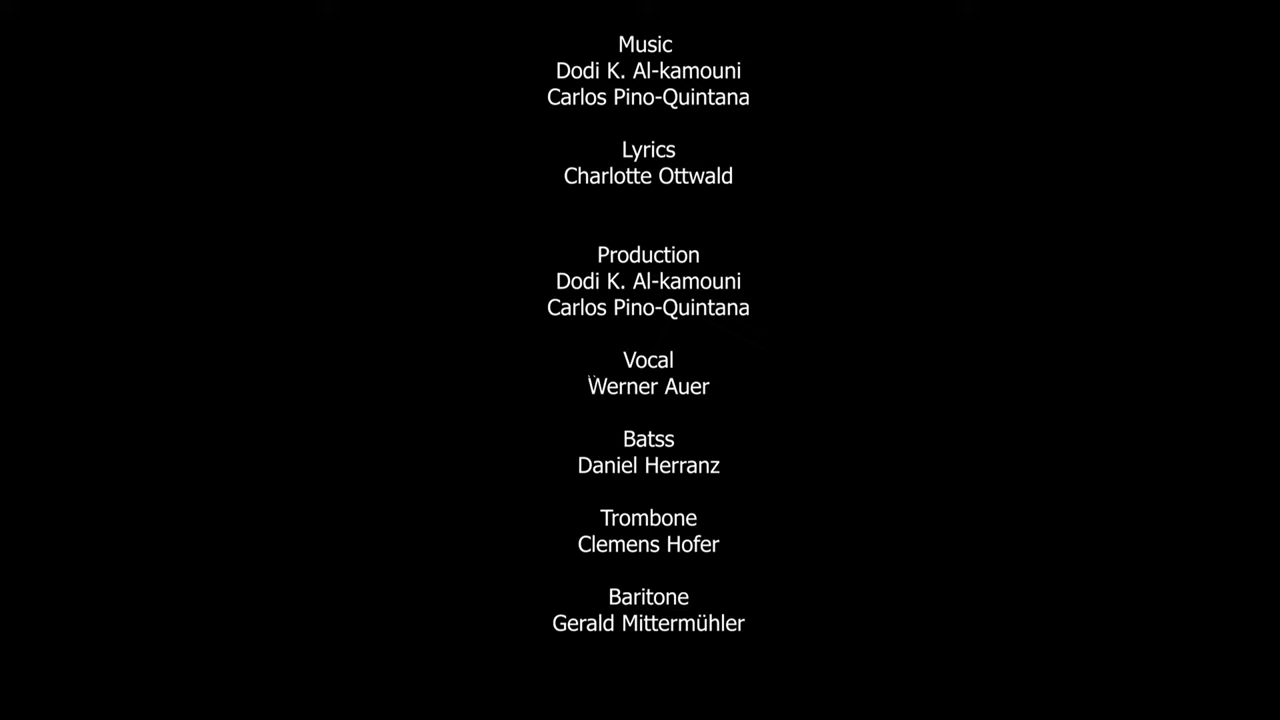 Music
Dodi K. Al-kamouni
Carlos Pino-Quintana
Lyrics
Charlotte Ottwald
Production
Dodi K. Al-kamouni
Carlos Pino-Quintana
Vocal
Werner Auer
Batss
Daniel Herranz
Trombone
Clemens Hofer
Baritone
Gerald Mittermühler